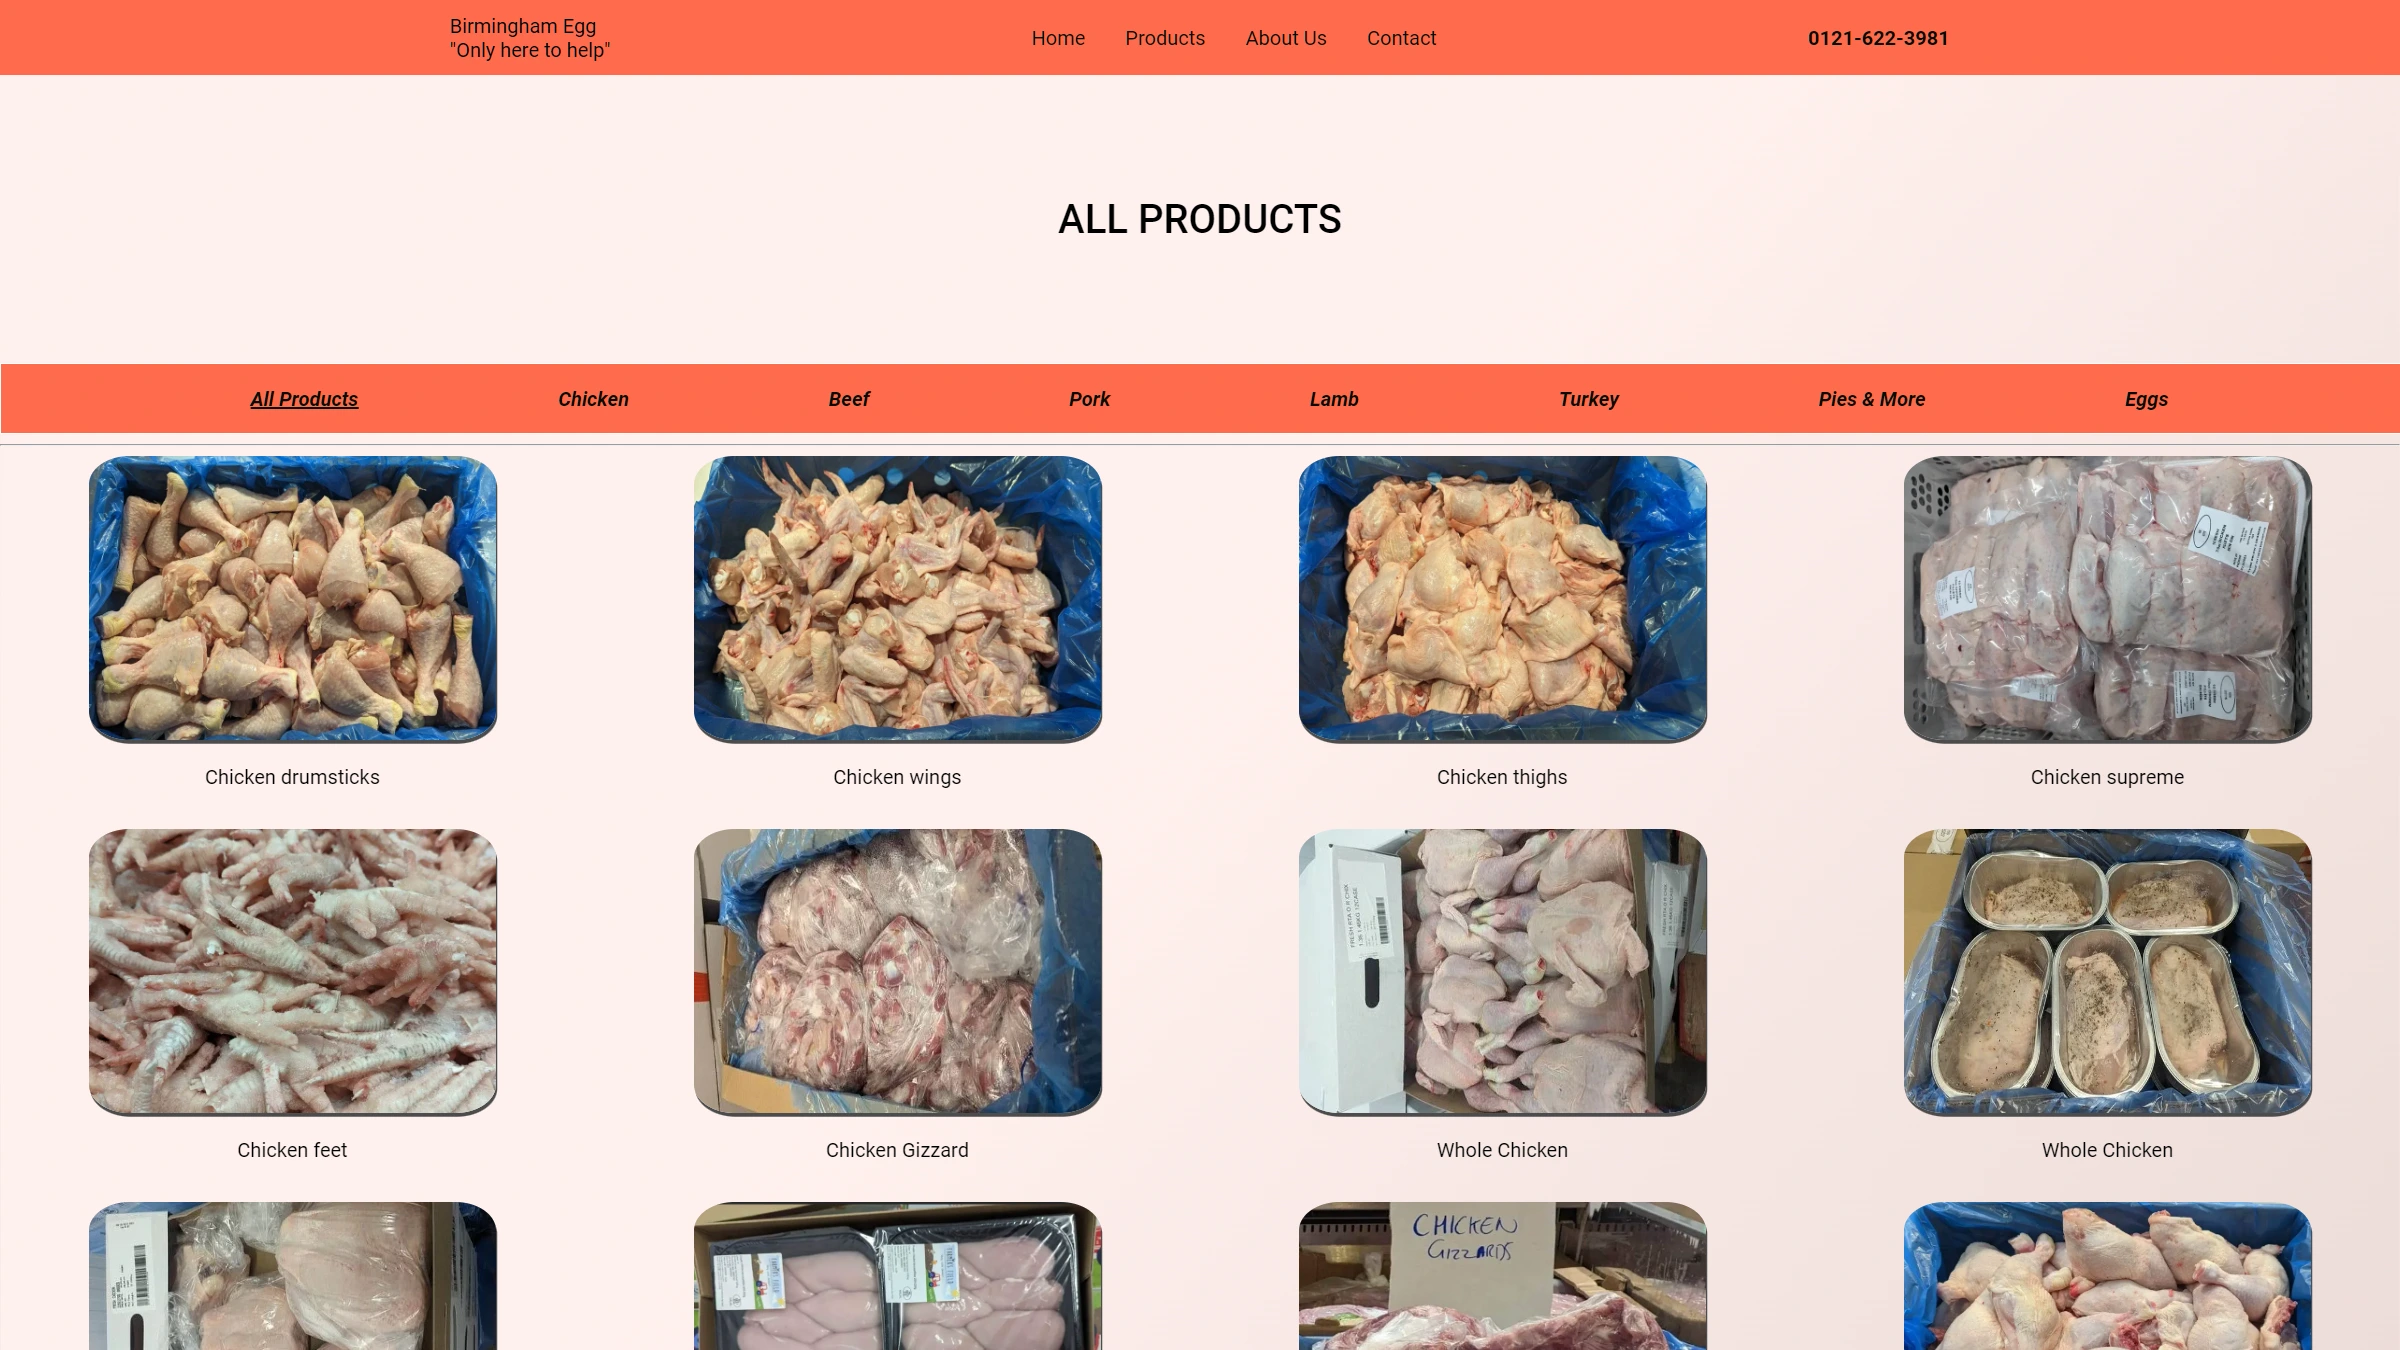 Birmingham Egg
"Only here to help"
Home Products About Us Contact
0121-622-3981
ALL PRODUCTS
All Products Chicken Beef Pork Lamb Turkey Pies & More Eggs
Chicken drumsticks
Chicken wings
Chicken thighs
Chicken supreme
Chicken feet
Chicken Gizzard
Whole Chicken
Whole Chicken
CHICKEN
GIZZARDS